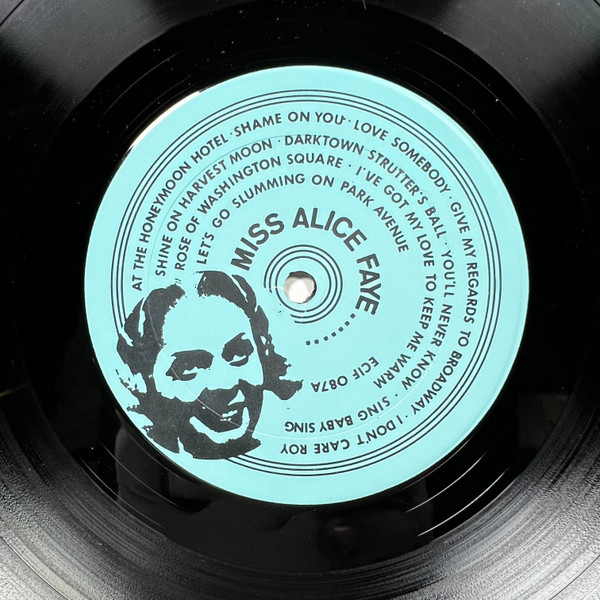 AT THE HONEYMOON HOTEL · SHAME ON YOU · LOVE SOMEBODY · GIVE MY REGARDS TO BROADWAY · I DON'T CARE ROY
SHINE ON HARVEST MOON · DARKTOWN STRUTTER'S BALL · YOU'LL NEVER KNOW · SING BABY SING
ROSE OF WASHINGTON SQUARE · I'VE GOT MY LOVE TO KEEP ME WARM
LET'S GO SLUMMING ON PARK AVENUE
MISS ALICE FAYE........
ECIF 087A